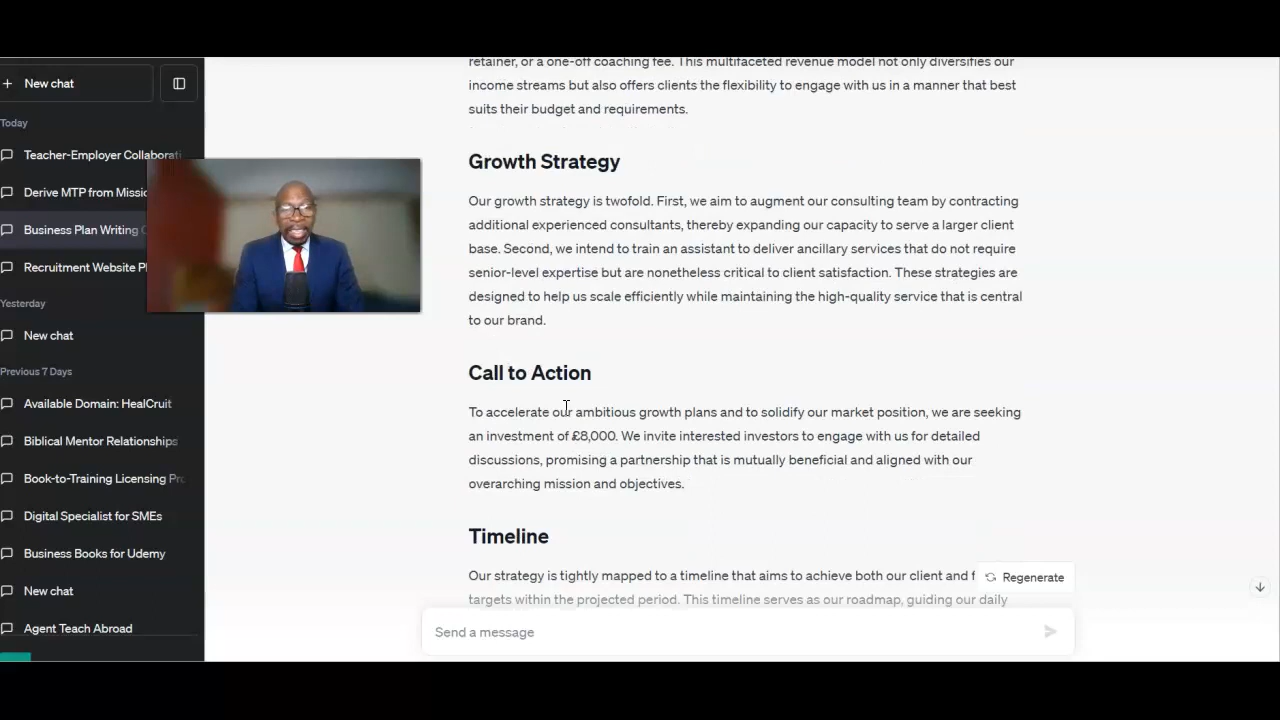 New chat
Today
Teacher-Employer Collaborati
Derive MTP from Missio
Business Plan Writing
Recruitment Website Pl
Yesterday
New chat
Previous 7 Days
Available Domain: HealCruit
Biblical Mentor Relationships
Book-to-Training Licensing Pro
Digital Specialist for SMEs
Business Books for Udemy
New chat
Agent Teach Abroad
retainer, or a one-off coaching fee. This multifaceted revenue model not only diversifies our
income streams but also offers clients the flexibility to engage with us in a manner that best
suits their budget and requirements.
Growth Strategy
Our growth strategy is twofold. First, we aim to augment our consulting team by contracting
additional experienced consultants, thereby expanding our capacity to serve a larger client
base. Second, we intend to train an assistant to deliver ancillary services that do not require
senior-level expertise but are nonetheless critical to client satisfaction. These strategies are
designed to help us scale efficiently while maintaining the high-quality service that is central
to our brand.
Call to Action
To accelerate our ambitious growth plans and to solidify our market position, we are seeking
an investment of £8,000. We invite interested investors to engage with us for detailed
discussions, promising a partnership that is mutually beneficial and aligned with our
overarching mission and objectives.
Timeline
Our strategy is tightly mapped to a timeline that aims to achieve both our client and f
Regenerate
targets within the projected period. This timeline serves as our roadmap, guiding our daily
Send a message